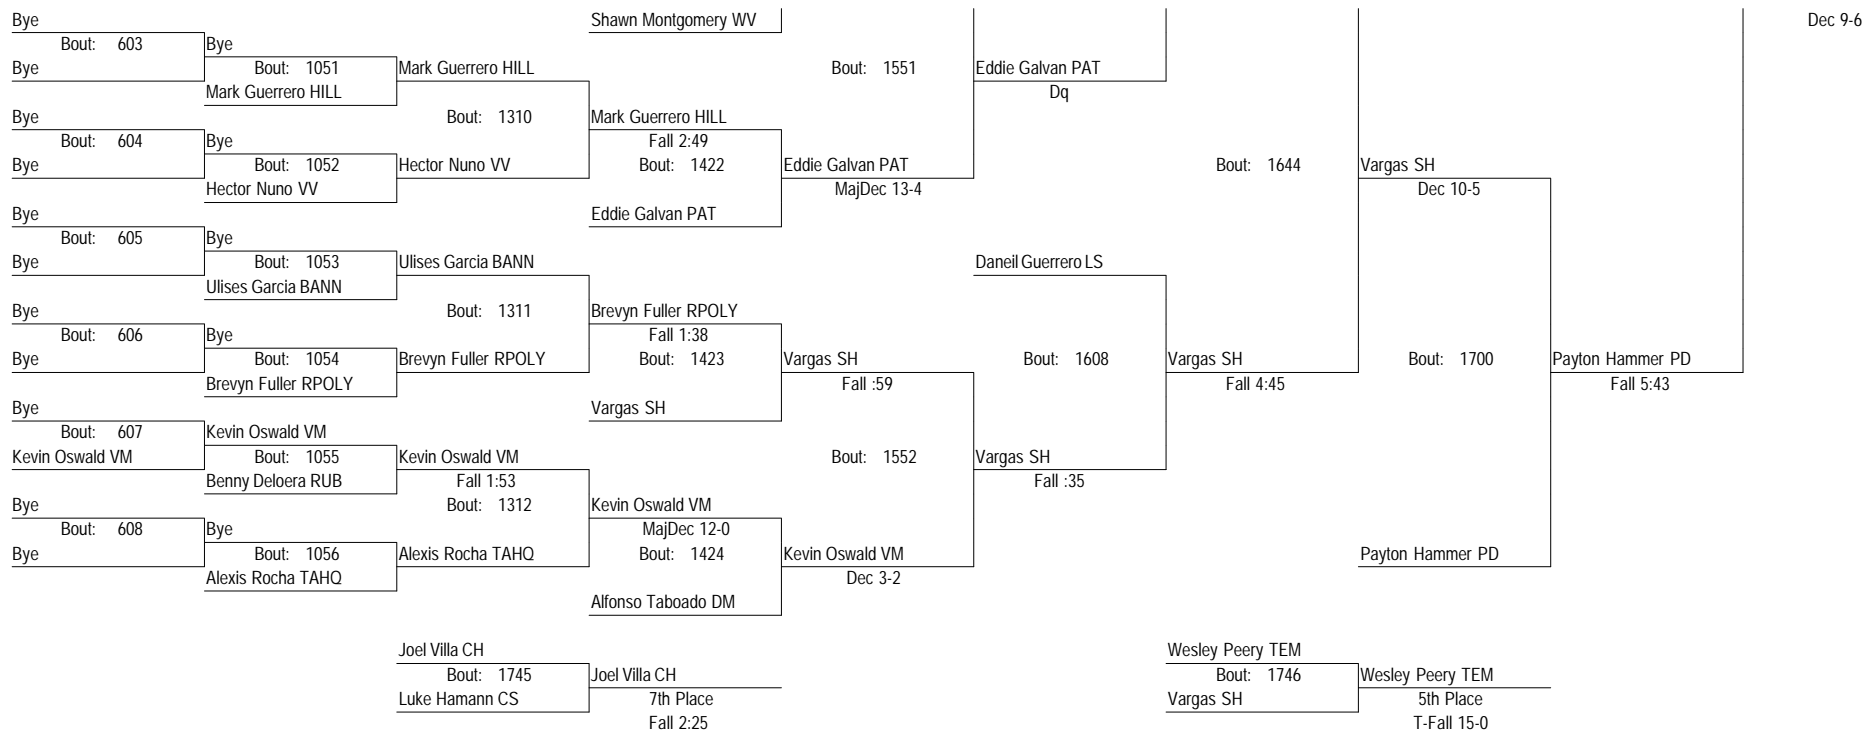 Bye Shawn Montgomery WV Dec 9-6
Bout: 603 Bye
Bye Bout: 1051 Mark Guerrero HILL Bout: 1551 Eddie Galvan PAT
Mark Guerrero HILL Dq
Bye Bout: 1310 Mark Guerrero HILL
Bout: 604 Bye Fall 2:49
Bye Bout: 1052 Hector Nuno VV Bout: 1422 Eddie Galvan PAT Bout: 1644 Vargas SH
Hector Nuno VV MajDec 13-4 Dec 10-5
Bye Eddie Galvan PAT
Bout: 605 Bye
Bye Bout: 1053 Ulises Garcia BANN Daneil Guerrero LS
Ulises Garcia BANN
Bye Bout: 1311 Brevyn Fuller RPOLY
Bout: 606 Bye Fall 1:38
Bye Bout: 1054 Brevyn Fuller RPOLY Bout: 1423 Vargas SH Bout: 1608 Vargas SH Bout: 1700 Payton Hammer PD
Brevyn Fuller RPOLY Fall :59 Fall 4:45 Fall 5:43
Bye Vargas SH
Bout: 607 Kevin Oswald VM
Kevin Oswald VM Bout: 1055 Kevin Oswald VM Bout: 1552 Vargas SH
Benny Deloera RUB Fall 1:53 Fall :35
Bye Bout: 1312 Kevin Oswald VM
Bout: 608 Bye MajDec 12-0
Bye Bout: 1056 Alexis Rocha TAHQ Bout: 1424 Kevin Oswald VM Payton Hammer PD
Alexis Rocha TAHQ Dec 3-2
Alfonso Taboado DM
Joel Villa CH Wesley Peery TEM
Bout: 1745 Joel Villa CH Bout: 1746 Wesley Peery TEM
Luke Hamann CS 7th Place Vargas SH 5th Place
Fall 2:25 T-Fall 15-0